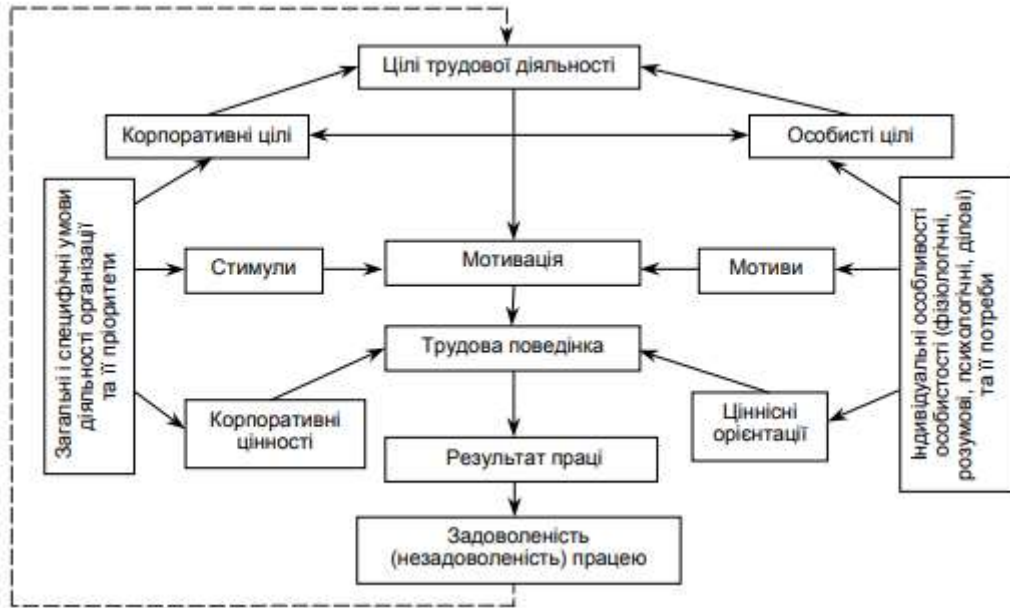 Цілі трудової діяльності
Корпоративні цілі
Особисті цілі
Загальні і специфічні умови
діяльності організації
та її пріоритети
Індивідуальні особливості
особистості (фізіологічні,
розумові, психологічні, ділові)
та її потреби
Стимули
Мотивація
Мотиви
Трудова поведінка
Корпоративні
цінності
Ціннісні
орієнтації
Результат праці
Задоволеність
(незадоволеність) працею